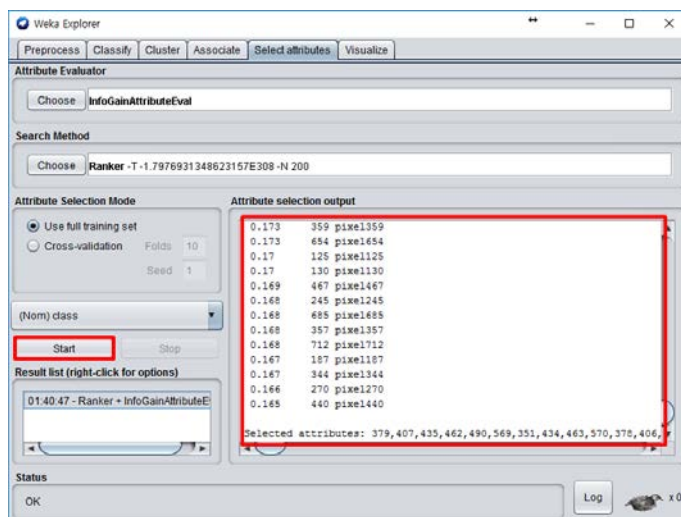 Weka Explorer
Preprocess Classify Cluster Associate Select attributes Visualize
Attribute Evaluator
Choose InfoGainAttributeEval
Search Method
Choose Ranker -T -1.7976931348623157E308 -N 200
Attribute Selection Mode
Use full training set
Cross-validation Folds 10
Seed 1
(Nom) class
Start Stop
Result list (right-click for options)
01:40:47 - Ranker + InfoGainAttributeE
Attribute selection output
0.173 359 pixel359
0.173 654 pixel654
0.17 125 pixel125
0.17 130 pixel130
0.169 467 pixel467
0.168 245 pixel245
0.168 685 pixel685
0.168 357 pixel357
0.168 712 pixel712
0.167 187 pixel187
0.167 344 pixel344
0.166 270 pixel270
0.165 440 pixel440
Selected attributes: 379,407,435,462,490,569,351,434,463,570,378,406,
Status
OK
Log x 0